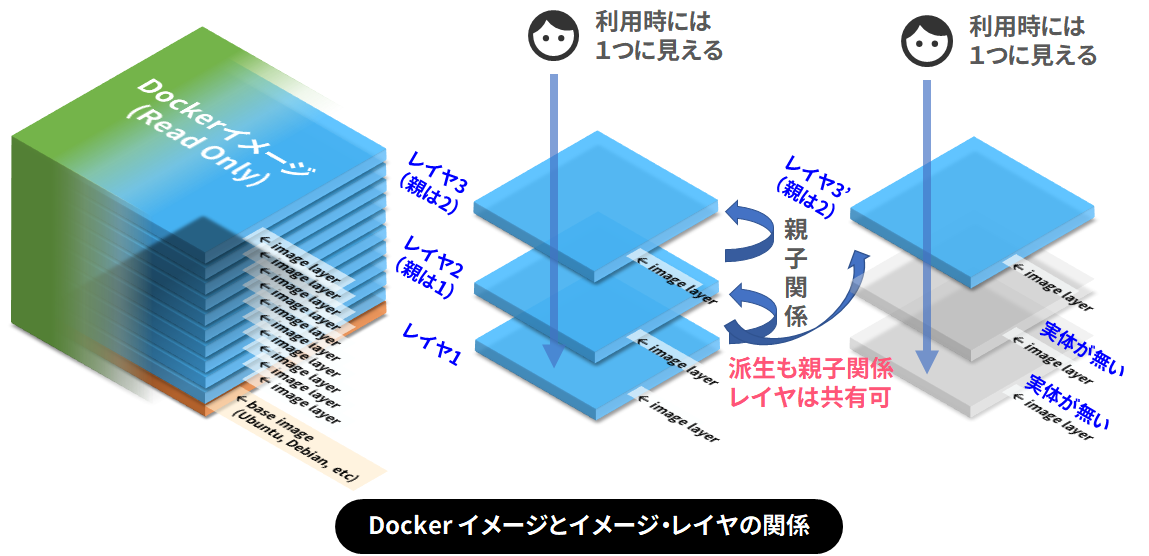 Dockerイメージ
(Read Only)
← image layer
← image layer
← image layer
← image layer
← image layer
← image layer
← image layer
← image layer
← image layer
← image layer
← base image
(Ubuntu, Debian, etc)
利用時には
1つに見える
レイヤ3
(親は2)
レイヤ2
(親は1)
レイヤ1
← image layer
← image layer
← image layer
親子関係
派生も親子関係
レイヤは共有可
利用時には
1つに見える
レイヤ3’
(親は2)
← image layer
実体が無い
← image layer
実体が無い
← image layer
Docker イメージとイメージ・レイヤの関係